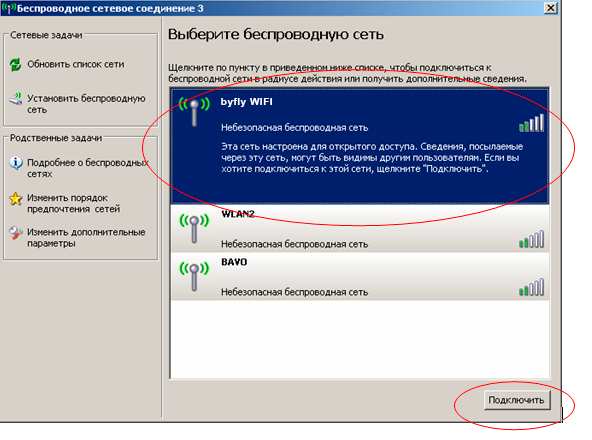 Беспроводное сетевое соединение 3
Сетевые задачи
Обновить список сети
Установить беспроводную
сеть
Родственные задачи
Подробнее о беспроводных
сетях
Изменить порядок
предпочтения сетей
Изменить дополнительные
параметры
Выберите беспроводную сеть
Щелкните по пункту в приведенном ниже списке, чтобы подключиться к
беспроводной сети в радиусе действия или получить дополнительные сведения.
byfly WIFI
Небезопасная беспроводная сеть
Эта сеть настроена для открытого доступа. Сведения, посылаемые
через эту сеть, могут быть видимы другим пользователям. Если вы
хотите подключиться к этой сети, щелкните "Подключить".
WLAN2
Небезопасная беспроводная сеть
BAVO
Небезопасная беспроводная сеть
Подключить